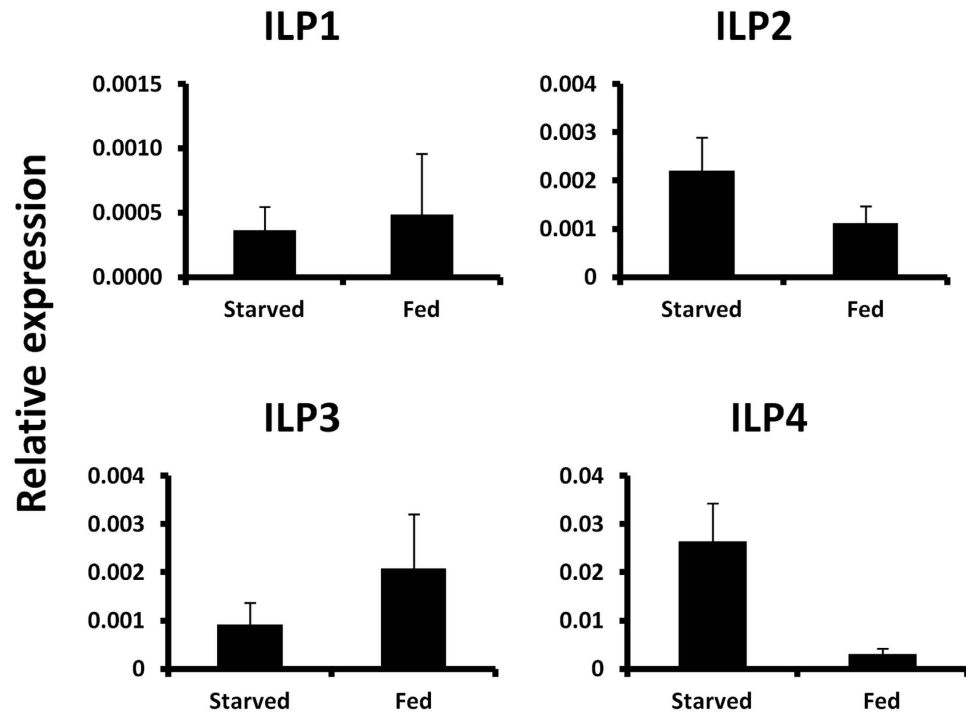 Relative expression
ILP1
0.0015
0.0010
0.0005
0.0000
Starved Fed
ILP2
0.004
0.003
0.002
0.001
0
Starved Fed
ILP3
0.004
0.003
0.002
0.001
0
Starved Fed
ILP4
0.04
0.03
0.02
0.01
0
Starved Fed